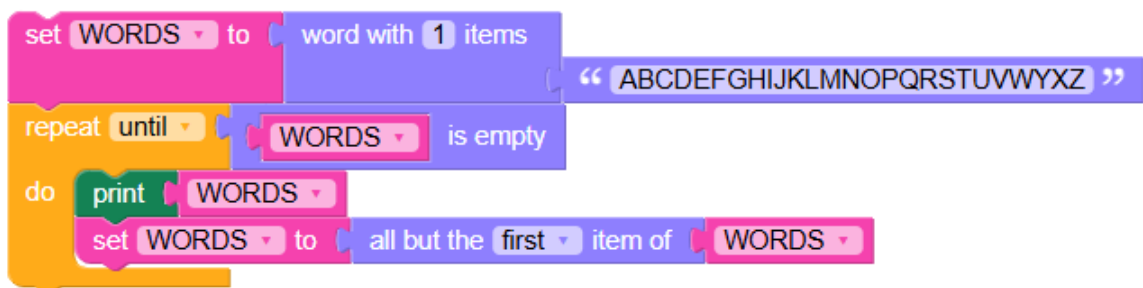 set WORDS to word with 1 items
“ ABCDEFGHIJKLMNOPQRSTUVWYXZ ”
repeat until WORDS is empty
do print WORDS
set WORDS to all but the first item of WORDS